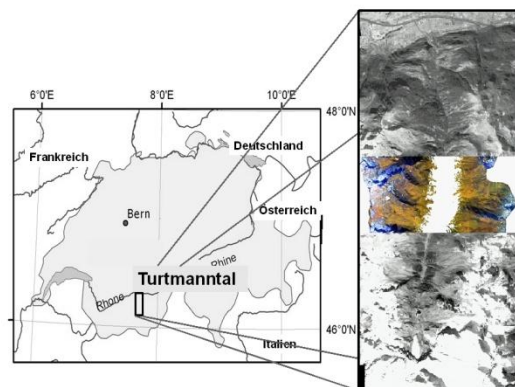 6°0'E
8°0'E
10°0'E
48°0'N
Deutschland
Frankreich
Bern
Österreich
Rhine
Turtmanntal
Rhone
46°0'N
Italien